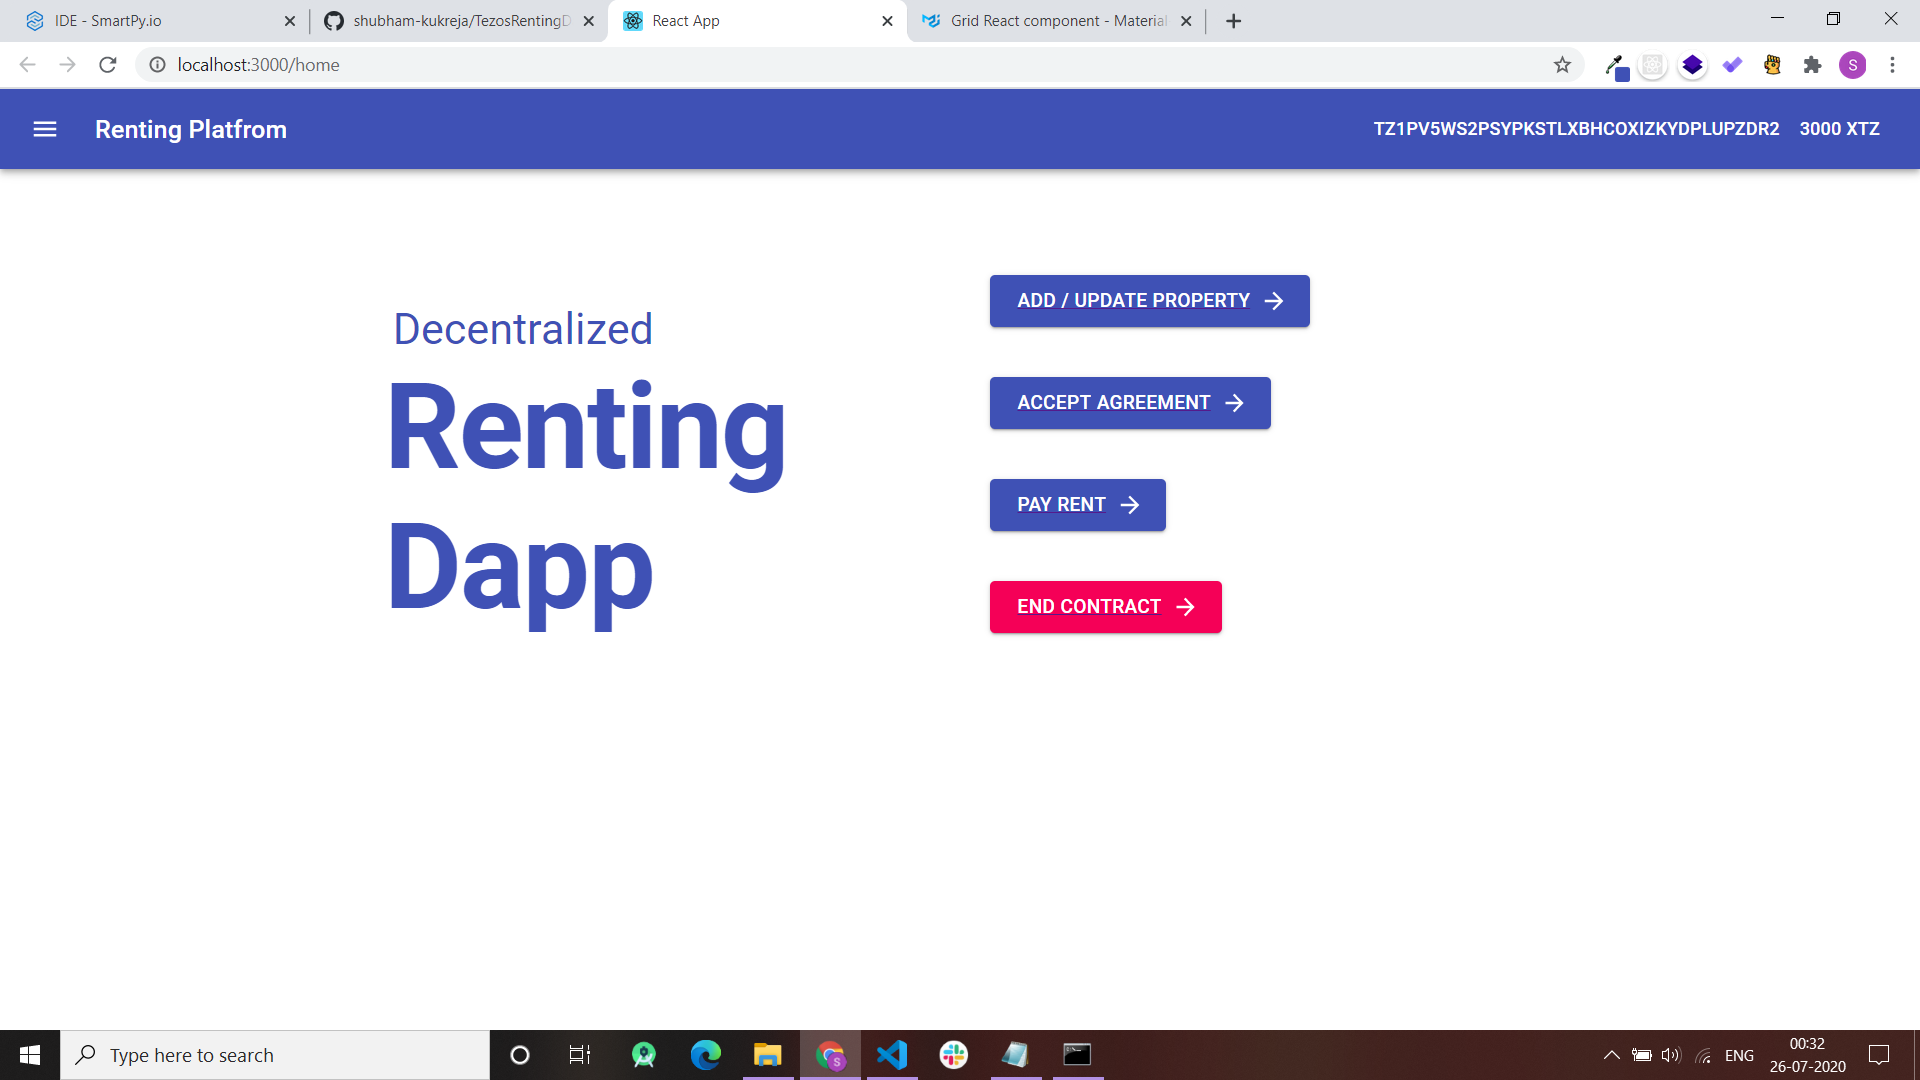 IDE - SmartPy.io
shubham-kukreja/TezosRentingD
React App
Grid React component - Material
localhost:3000/home
S
Renting Platfrom
TZ1PV5WS2PSYPKSTLXBHCOXIZKYDPLUPZDR2 3000 XTZ
ADD / UPDATE PROPERTY
Decentralized
Renting
Dapp
ACCEPT AGREEMENT
PAY RENT
END CONTRACT
Type here to search
S
ENG
00:32
26-07-2020